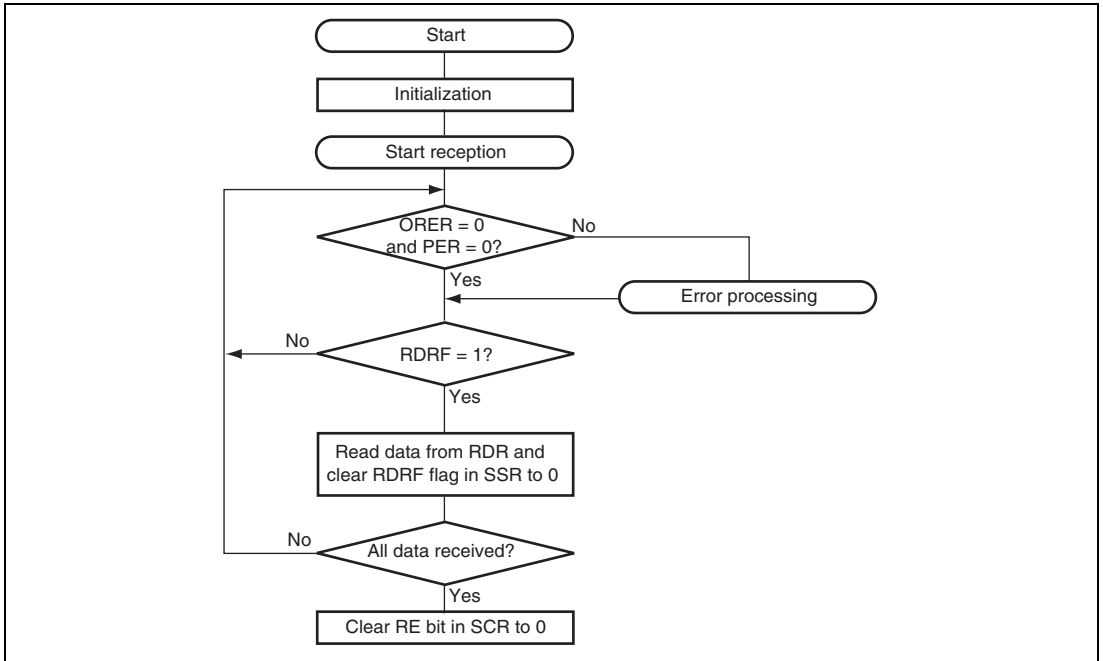 Start
Initialization
Start reception
ORER = 0
and PER = 0?
No
Yes
Error processing
No
RDRF = 1?
Yes
Read data from RDR and
clear RDRF flag in SSR to 0
No
All data received?
Yes
Clear RE bit in SCR to 0